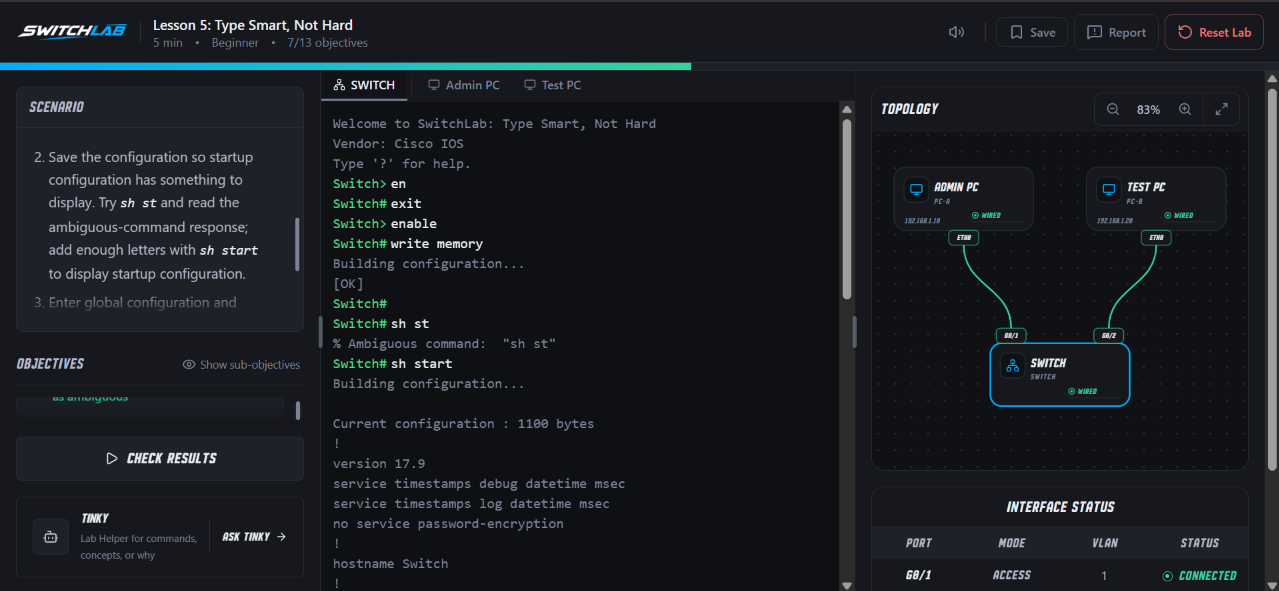 SWITCHLAB
Lesson 5: Type Smart, Not Hard
5 min • Beginner • 7/13 objectives
Save
Report
Reset Lab
SCENARIO
2. Save the configuration so startup
configuration has something to
display. Try sh st and read the
ambiguous-command response;
add enough letters with sh start
to display startup configuration.
3. Enter global configuration and
OBJECTIVES
Show sub-objectives
as ambiguous
CHECK RESULTS
TINKY
Lab Helper for commands,
concepts, or why
ASK TINKY →
SWITCH
Admin PC
Test PC
Welcome to SwitchLab: Type Smart, Not Hard
Vendor: Cisco IOS
Type '?' for help.
Switch> en
Switch# exit
Switch> enable
Switch# write memory
Building configuration...
[OK]
Switch#
Switch# sh st
% Ambiguous command:  "sh st"
Switch# sh start
Building configuration...
Current configuration : 1100 bytes
!
version 17.9
service timestamps debug datetime msec
service timestamps log datetime msec
no service password-encryption
!
hostname Switch
!
TOPOLOGY
83%
ADMIN PC
PC-A
WIRED
192.168.1.10
ETH0
TEST PC
PC-B
WIRED
192.168.1.20
ETH0
G0/1
G0/2
SWITCH
SWITCH
WIRED
INTERFACE STATUS
PORT MODE VLAN STATUS
G0/1 ACCESS 1 CONNECTED